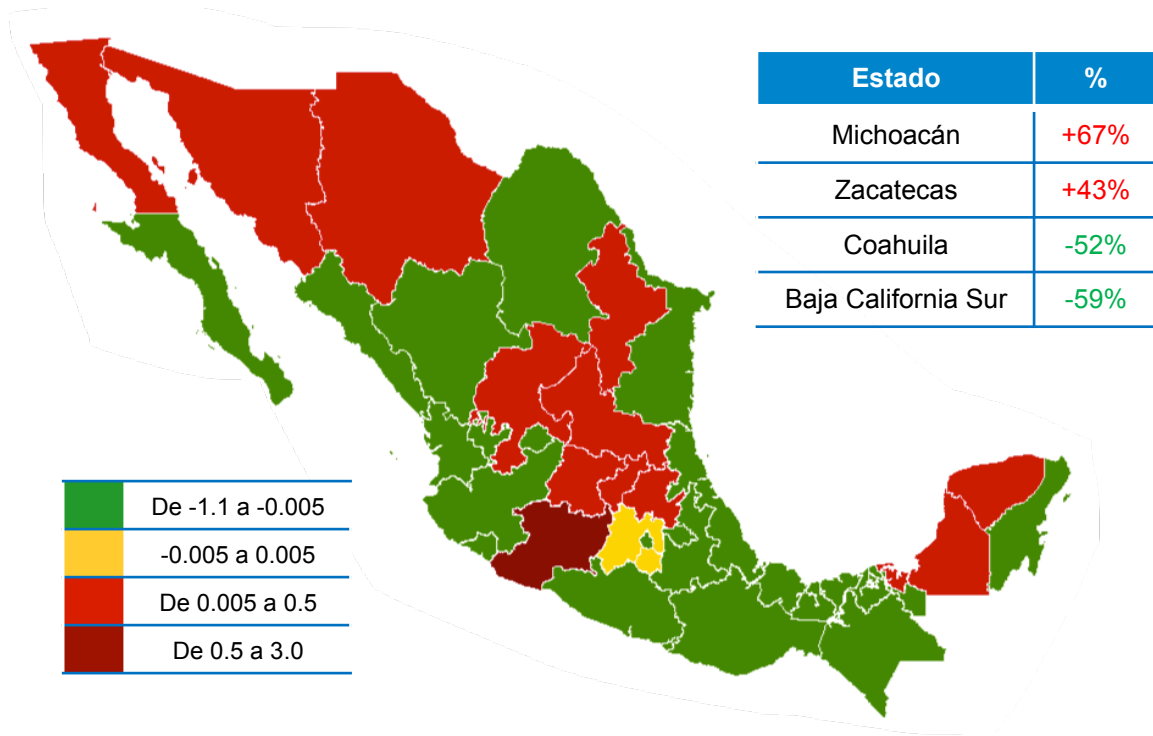 Estado %
Michoacán +67%
Zacatecas +43%
Coahuila -52%
Baja California Sur -59%
De -1.1 a -0.005
-0.005 a 0.005
De 0.005 a 0.5
De 0.5 a 3.0